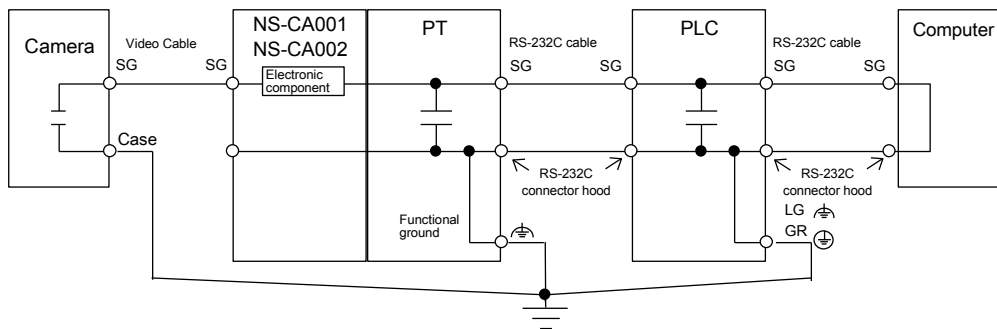 Camera
Video Cable
SG
SG
Case
NS-CA001
NS-CA002
Electronic
component
PT
Functional
ground
RS-232C cable
SG
SG
RS-232C
connector hood
PLC
RS-232C cable
SG
SG
RS-232C
connector hood
LG
GR
Computer